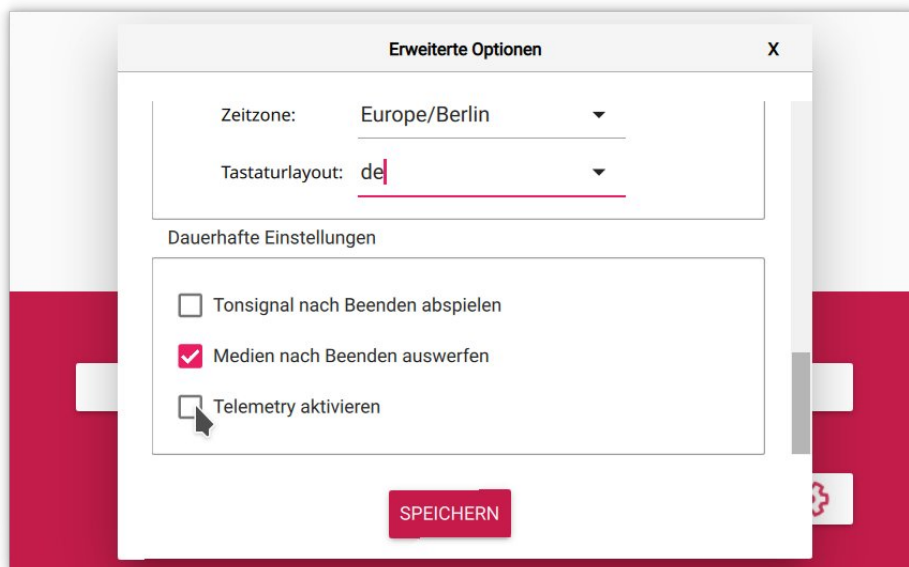 Erweiterte Optionen X
Zeitzone: Europe/Berlin
Tastaturlayout: de
Dauerhafte Einstellungen
Tonsignal nach Beenden abspielen
Medien nach Beenden auswerfen
Telemetry aktivieren
SPEICHERN